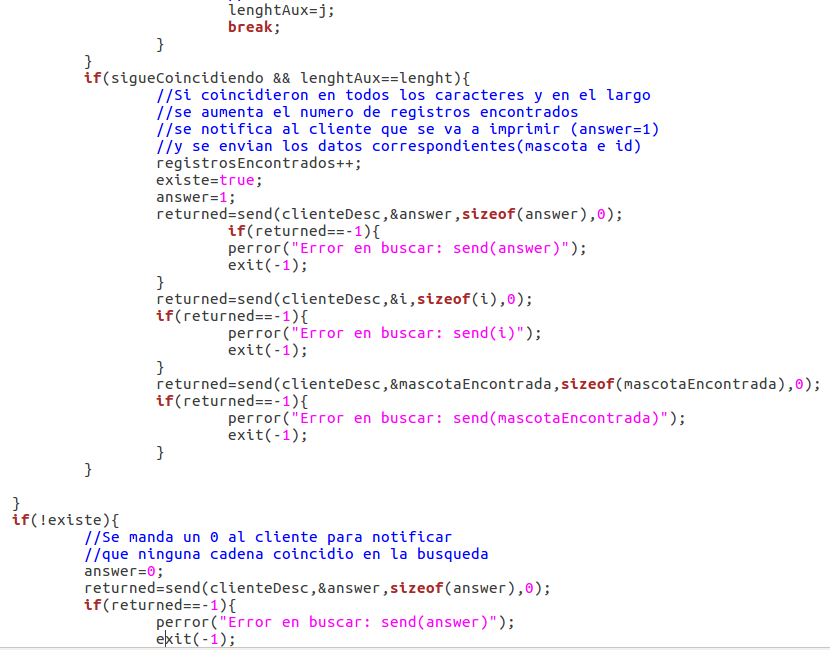 lenghtAux=j;
break;
}
}
if(sigueCoincidiendo && lenghtAux==lenght){
//Si coincidieron en todos los caracteres y en el largo
//se aumenta el numero de registros encontrados
//se notifica al cliente que se va a imprimir (answer=1)
//y se envian los datos correspondientes(mascota e id)
registrosEncontrados++;
existe=true;
answer=1;
returned=send(clienteDesc,&answer,sizeof(answer),0);
if(returned==-1){
perror("Error en buscar: send(answer)");
exit(-1);
}
returned=send(clienteDesc,&i,sizeof(i),0);
if(returned==-1){
perror("Error en buscar: send(i)");
exit(-1);
}
returned=send(clienteDesc,&mascotaEncontrada,sizeof(mascotaEncontrada),0);
if(returned==-1){
perror("Error en buscar: send(mascotaEncontrada)");
exit(-1);
}
}
}
if(!existe){
//Se manda un 0 al cliente para notificar
//que ninguna cadena coincidio en la busqueda
answer=0;
returned=send(clienteDesc,&answer,sizeof(answer),0);
if(returned==-1){
perror("Error en buscar: send(answer)");
exit(-1);